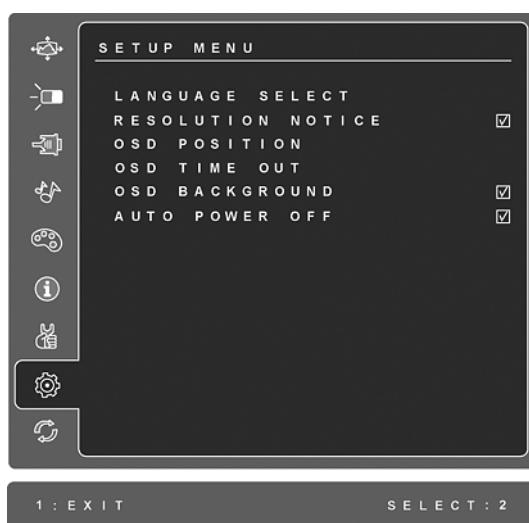 SETUP MENU
LANGUAGE SELECT
RESOLUTION NOTICE
OSD POSITION
OSD TIME OUT
OSD BACKGROUND
AUTO POWER OFF
1:EXIT SELECT:2